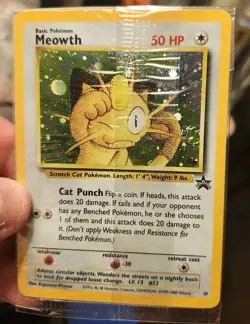 Basic Pokémon
Meowth 50 HP
Scratch Cat Pokémon. Length: 1' 4", Weight: 9 lbs.
Cat Punch Flip a coin. If heads, this attack
does 20 damage. If tails and if your opponent
has any Benched Pokémon, he or she chooses
1 of them and this attack does 20 damage to
it. (Don't apply Weakness and Resistance for
Benched Pokémon.)
weakness resistance retreat cost
-30
Adores circular objects. Wanders the streets on a nightly basis
to look for dropped loose change. LV. 13 #52